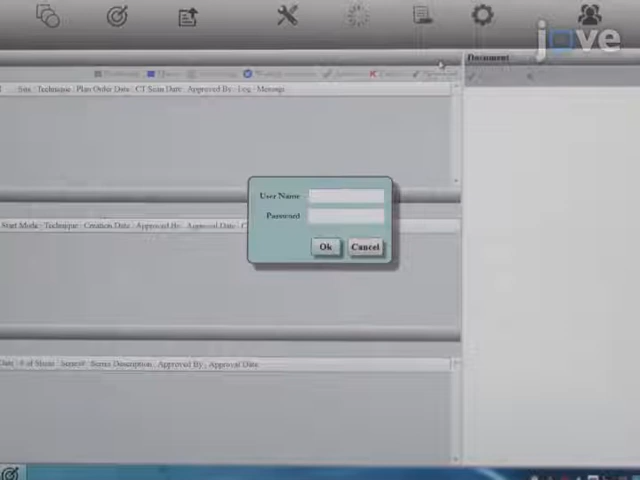 jove
Document
Site Technique Plan Order Date CT Scan Date Approved By Log Message
User Name
Password
Ok Cancel
Start Mode Technique Creation Date Approved By Approval Date
Date # of Slices Series# Series Description Approved By Approval Date